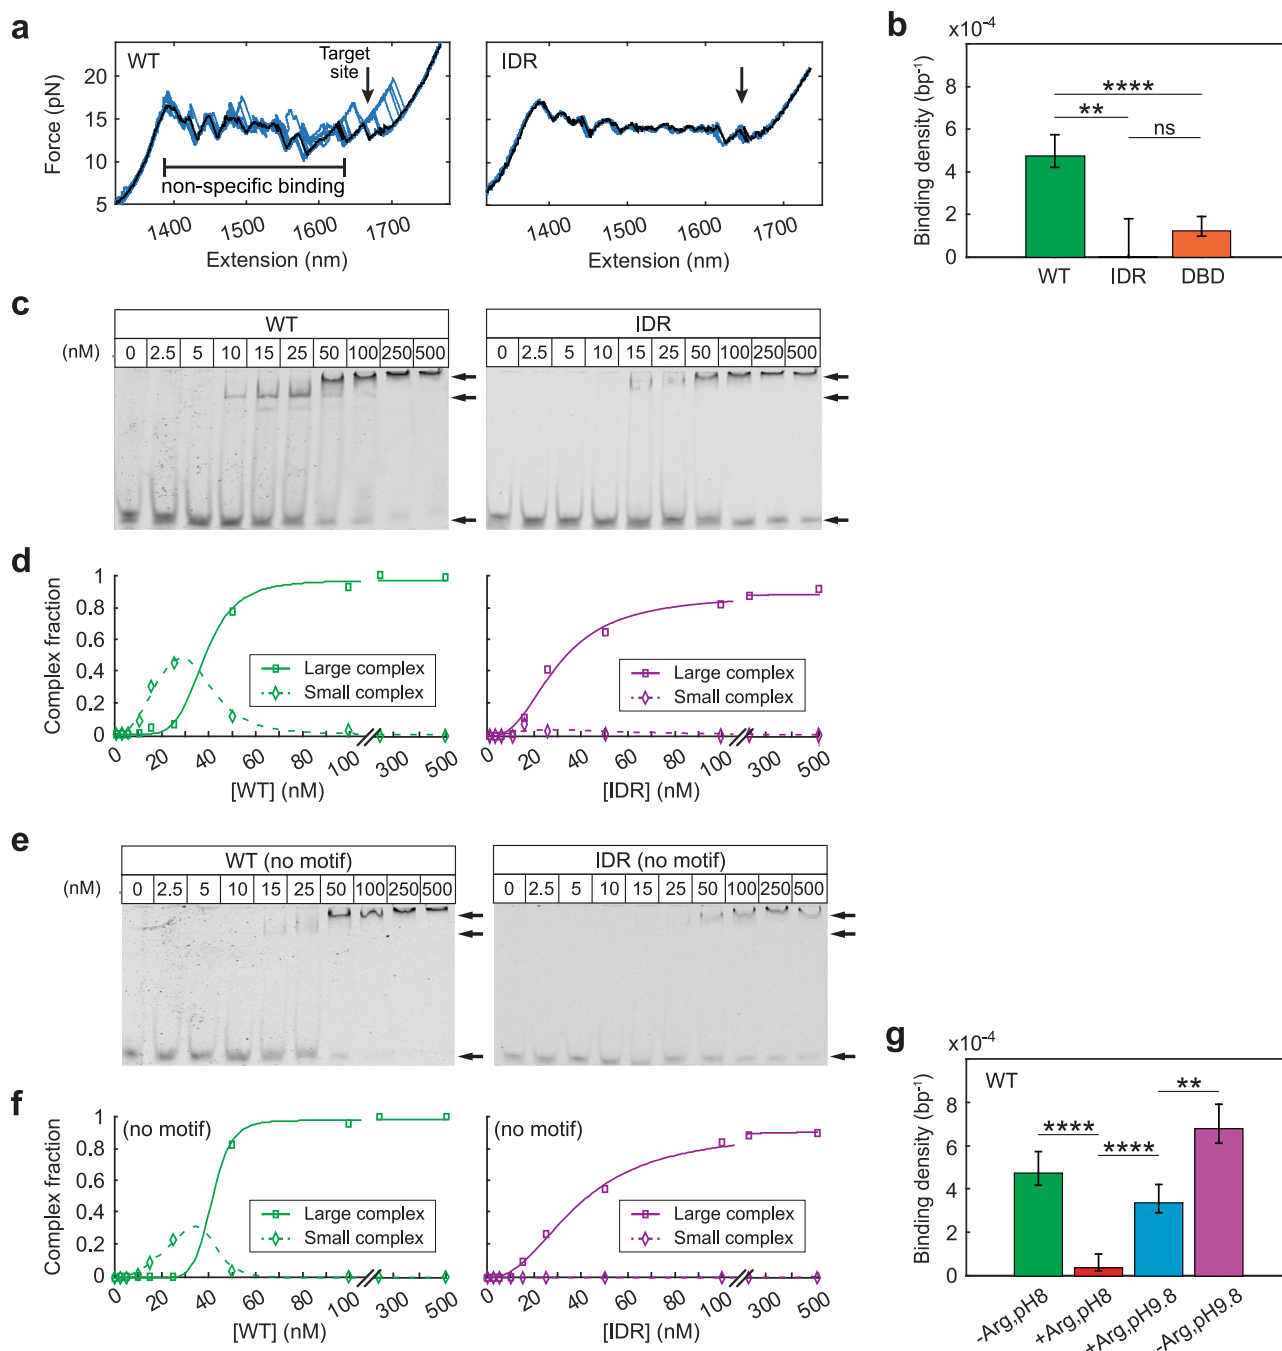 a
WT
Target
site
non-specific binding
Force (pN)
20
15
10
5
1400
1500
1600
1700
Extension (nm)
IDR
1400
1500
1600
1700
Extension (nm)
b
x10-4
Binding density (bp-1)
8
6
4
2
0
****
**
ns
WT
IDR
DBD
c
WT
(nM)
0 2.5 5 10 15 25 50 100 250 500
IDR
0 2.5 5 10 15 25 50 100 250 500
d
Complex fraction
1
0.8
0.6
0.4
0.2
0
Large complex
Small complex
0 20 40 60 80 100 300 500
[WT] (nM)
Large complex
Small complex
0 20 40 60 80 100 300 500
[IDR] (nM)
e
WT (no motif)
(nM)
0 2.5 5 10 15 25 50 100 250 500
IDR (no motif)
0 2.5 5 10 15 25 50 100 250 500
f
Complex fraction
1
0.8
0.6
0.4
0.2
0
(no motif)
Large complex
Small complex
0 20 40 60 80 100 300 500
[WT] (nM)
(no motif)
Large complex
Small complex
0 20 40 60 80 100 300 500
[IDR] (nM)
g
x10-4
Binding density (bp-1)
8
6
4
2
0
WT
****
****
**
-Arg,pH8
+Arg,pH8
+Arg,pH9.8
-Arg,pH9.8